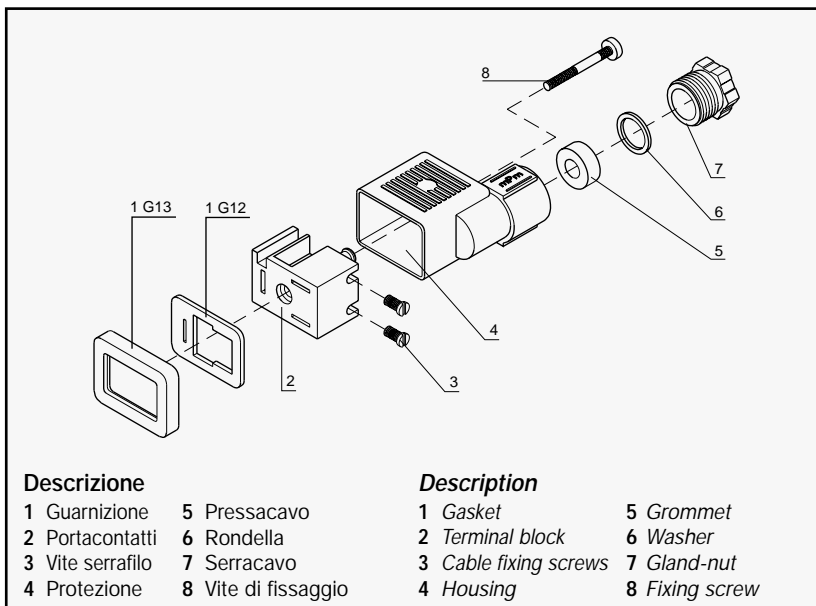 8
7
6
5
1 G13
1 G12
4
3
2
mPm
Descrizione
1 Guarnizione
2 Portacontatti
3 Vite serrafilo
4 Protezione
5 Pressacavo
6 Rondella
7 Serracavo
8 Vite di fissaggio
Description
1 Gasket
2 Terminal block
3 Cable fixing screws
4 Housing
5 Grommet
6 Washer
7 Gland-nut
8 Fixing screw